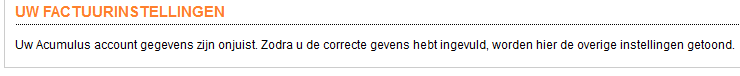 UW FACTUURINSTELLINGEN
Uw Acumulus account gegevens zijn onjuist. Zodra u de correcte gevens hebt ingevuld, worden hier de overige instellingen getoond.